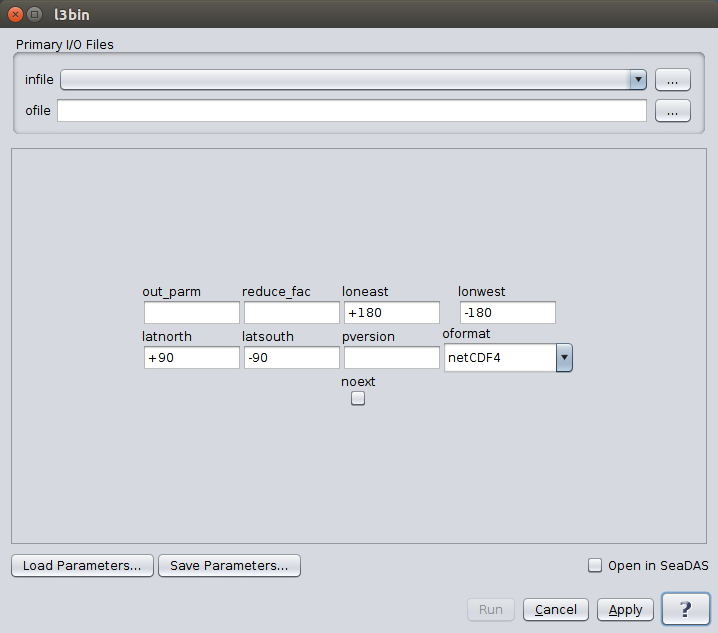 l3bin
Primary I/O Files
infile
...
ofile
...
out_parm reduce_fac loneast lonwest
+180 -180
latnorth latsouth pversion oformat
+90 -90 netCDF4
noext
Load Parameters... Save Parameters... Open in SeaDAS
Run Cancel Apply ?